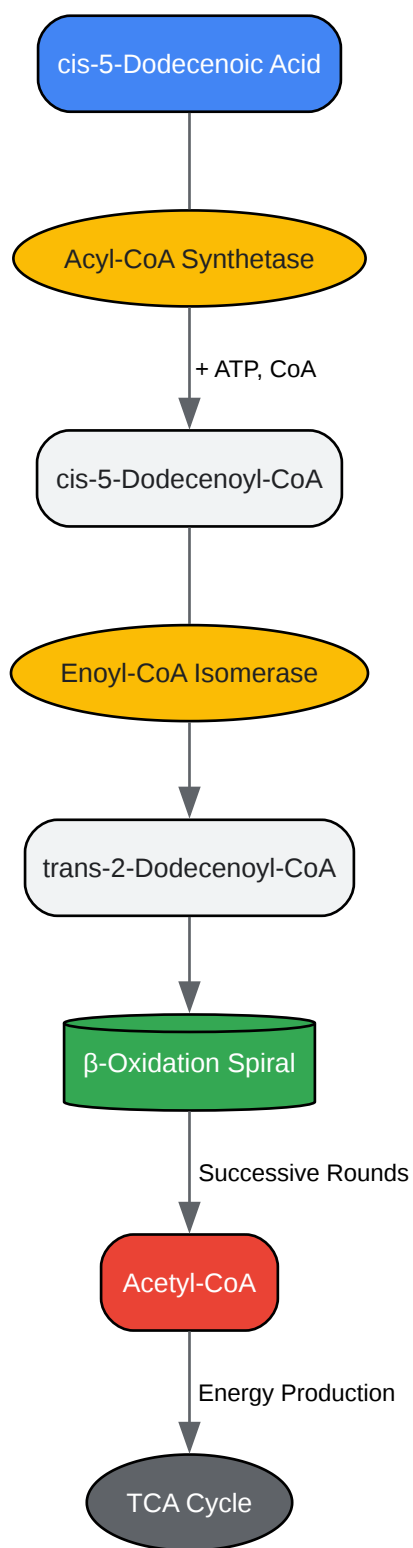 cis-5-Dodecenoic Acid
Acyl-CoA Synthetase
+ ATP, CoA
cis-5-Dodecenoyl-CoA
Enoyl-CoA Isomerase
trans-2-Dodecenoyl-CoA
β-Oxidation Spiral
Successive Rounds
Acetyl-CoA
Energy Production
TCA Cycle